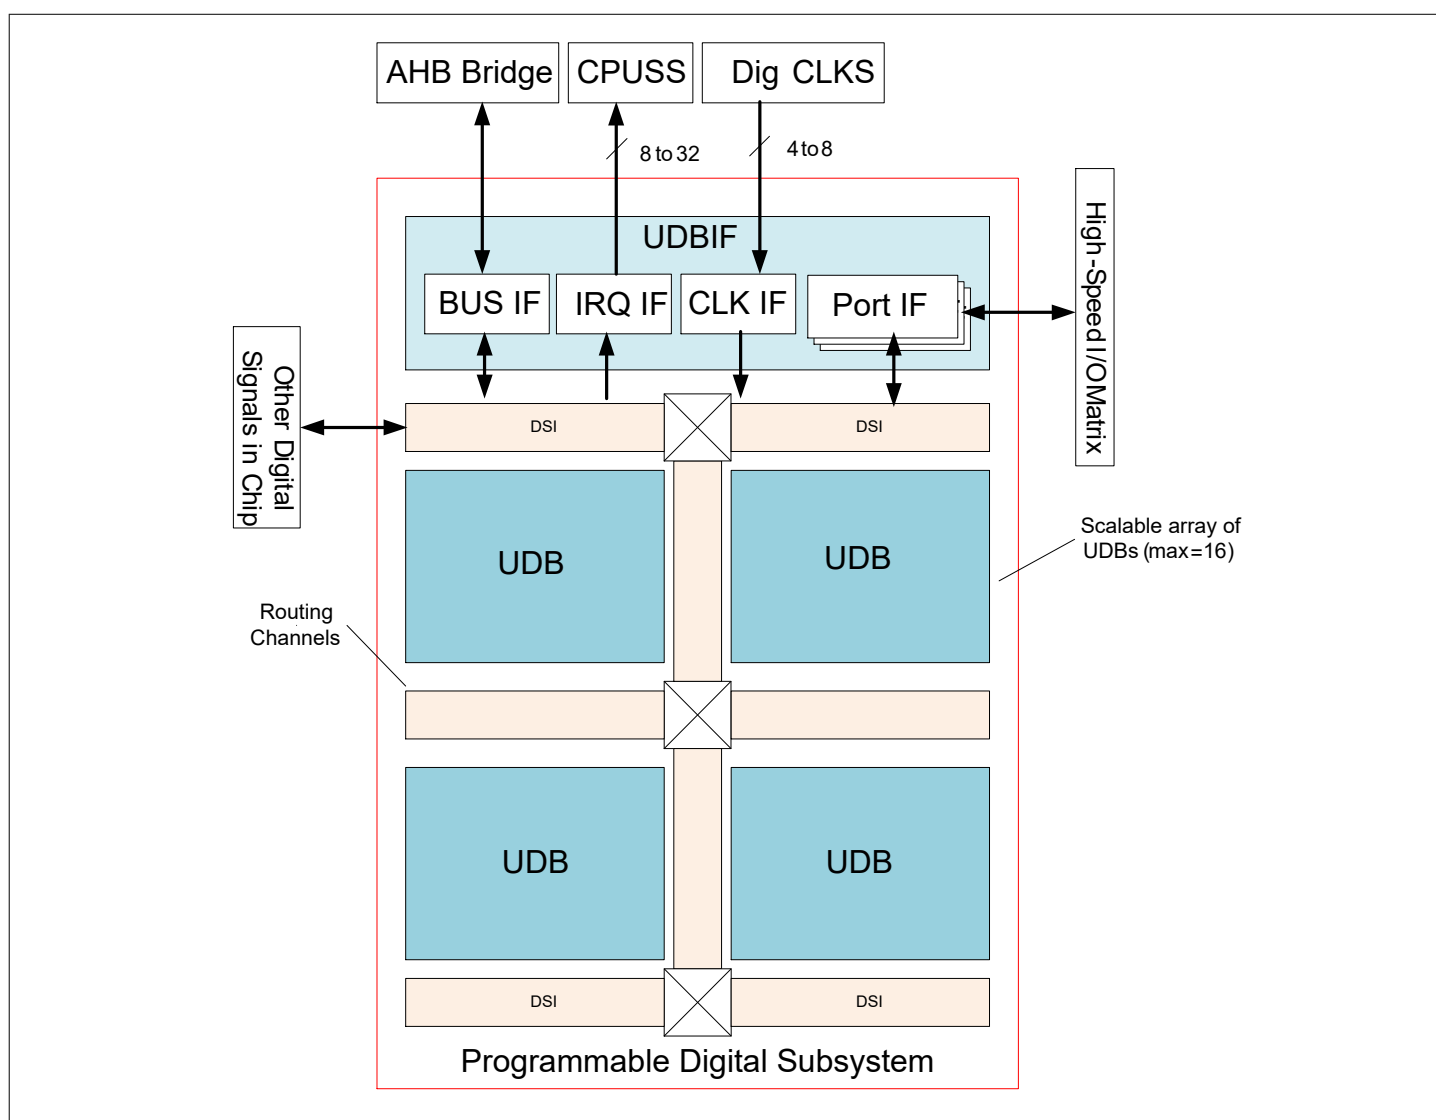 AHB Bridge
CPUSS
Dig CLKS
8 to 32
4 to 8
UDBIF
BUS IF
IRQ IF
CLK IF
Port IF
High-Speed I/O Matrix
Other Digital
Signals in Chip
DSI
DSI
UDB
UDB
Scalable array of
UDBs (max=16)
Routing
Channels
UDB
UDB
DSI
DSI
Programmable Digital Subsystem